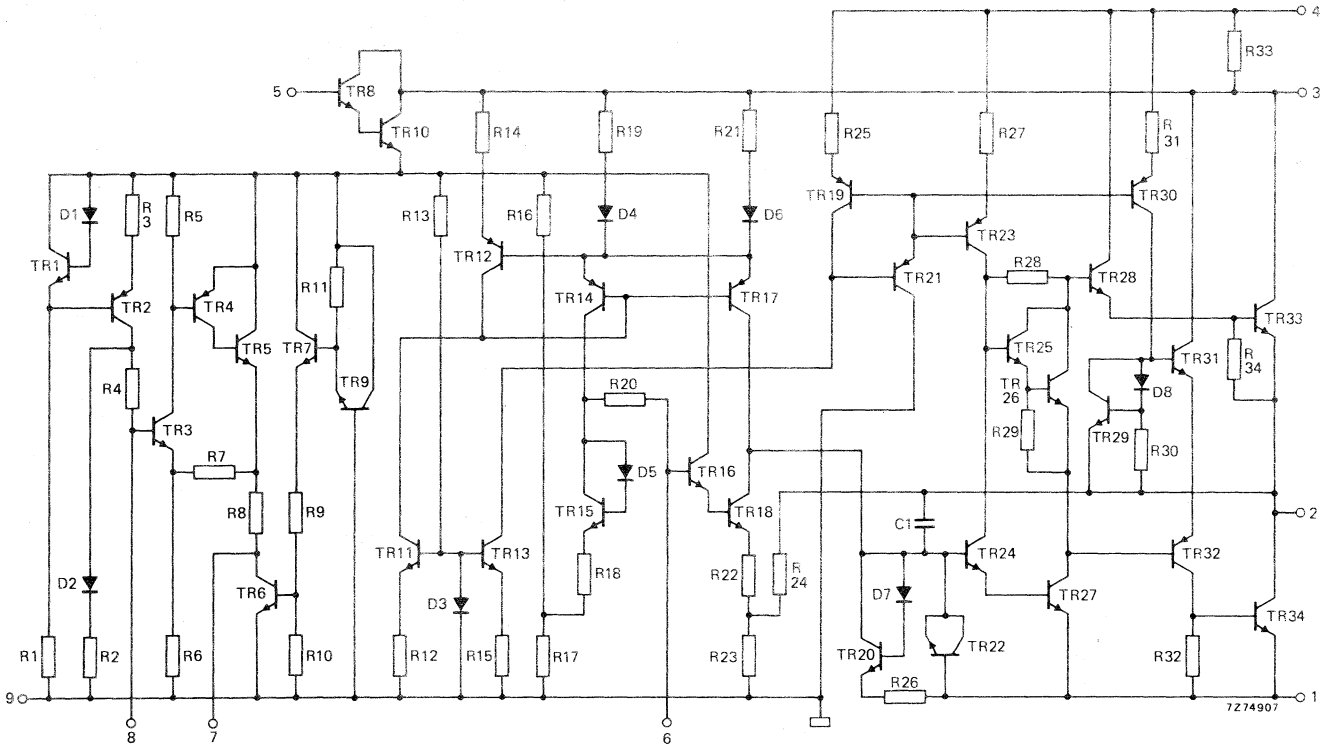 4
R33
5
TR8
3
TR10
R14
R19
R21
R25
R27
R
31
D1
R
3
R5
R13
R16
D4
D6
TR19
TR30
TR1
TR12
TR23
R11
TR2
TR4
TR14
TR17
TR21
R28
TR28
TR33
TR5
TR7
TR25
TR31
R
34
R4
TR9
TR
26
D8
R20
TR3
R29
TR29
R30
R7
D5
TR16
R8
R9
TR15
TR18
C1
2
TR11
TR13
TR24
TR32
D2
TR6
D3
R18
R22
R
24
D7
TR27
TR34
R1
R2
R6
R10
R12
R15
R17
R23
TR20
TR22
R32
R26
9
1
7Z74907
8
7
6